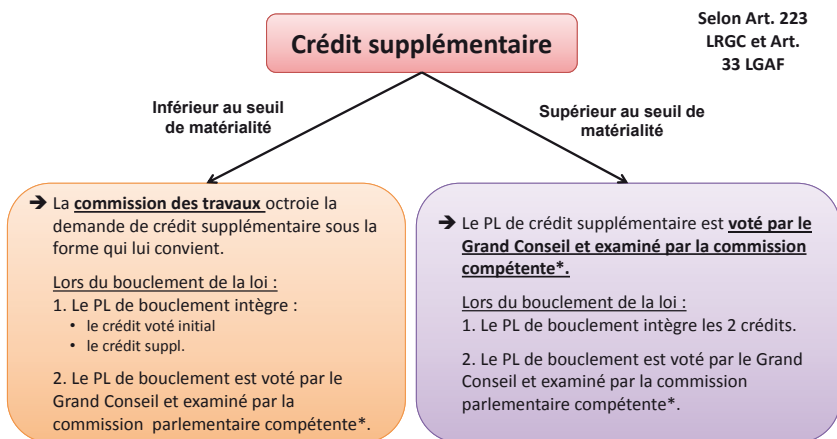 Crédit supplémentaire
Selon Art. 223
LRGC et Art.
33 LGAF
Inférieur au seuil
de matérialité
Supérieur au seuil de
matérialité
➔ La commission des travaux octroie la
demande de crédit supplémentaire sous la
forme qui lui convient.
Lors du bouclement de la loi :
1. Le PL de bouclement intègre :
• le crédit voté initial
• le crédit suppl.
2. Le PL de bouclement est voté par le
Grand Conseil et examiné par la
commission parlementaire compétente*.
➔ Le PL de crédit supplémentaire est voté par le
Grand Conseil et examiné par la commission
compétente*.
Lors du bouclement de la loi :
1. Le PL de bouclement intègre les 2 crédits.
2. Le PL de bouclement est voté par le Grand
Conseil et examiné par la commission
parlementaire compétente*.